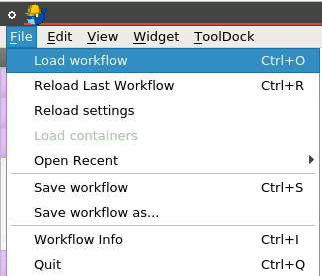 File Edit View Widget ToolDock
Load workflow Ctrl+O
Reload Last Workflow Ctrl+R
Reload settings
Load containers
Open Recent
Save workflow Ctrl+S
Save workflow as...
Workflow Info Ctrl+I
Quit Ctrl+Q